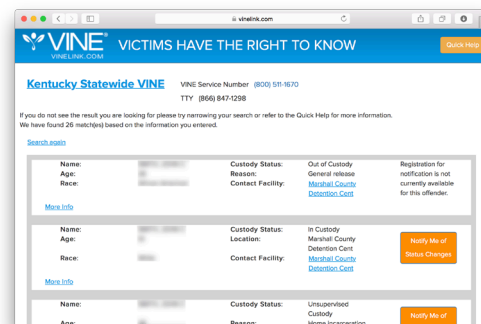 vinelink.com
VINE®
VINELINK.COM
VICTIMS HAVE THE RIGHT TO KNOW
Quick Help
Kentucky Statewide VINE
VINE Service Number (800) 511-1670
TTY (866) 847-1298
If you do not see the result you are looking for please try narrowing your search or refer to the Quick Help for more information.
We have found 26 match(es) based on the information you entered.
Search again
Name: Custody Status: Out of Custody Registration for
Age: Reason: General release notification is not
Race: Contact Facility: Marshall County currently available
Detention Cent for this offender.
More Info
Name: Custody Status: In Custody
Age: Location: Marshall County Notify Me of
Detention Cent Status Changes
Race: Contact Facility: Marshall County
Detention Cent
More Info
Name: Custody Status: Unsupervised
Custody Notify Me of
Age: Reason: Home Incarceration